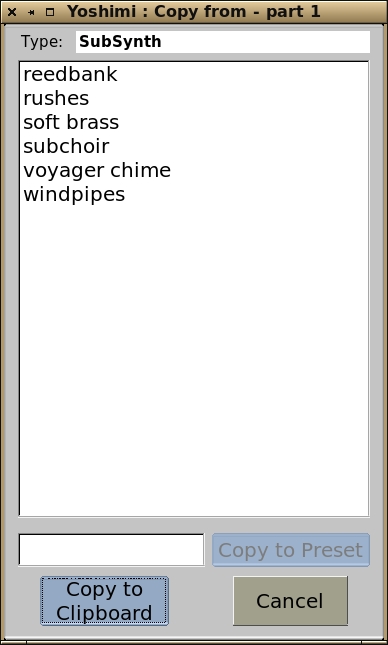 Yoshimi : Copy from - part 1
Type: SubSynth
reedbank
rushes
soft brass
subchoir
voyager chime
windpipes
Copy to Preset
Copy to
Clipboard
Cancel